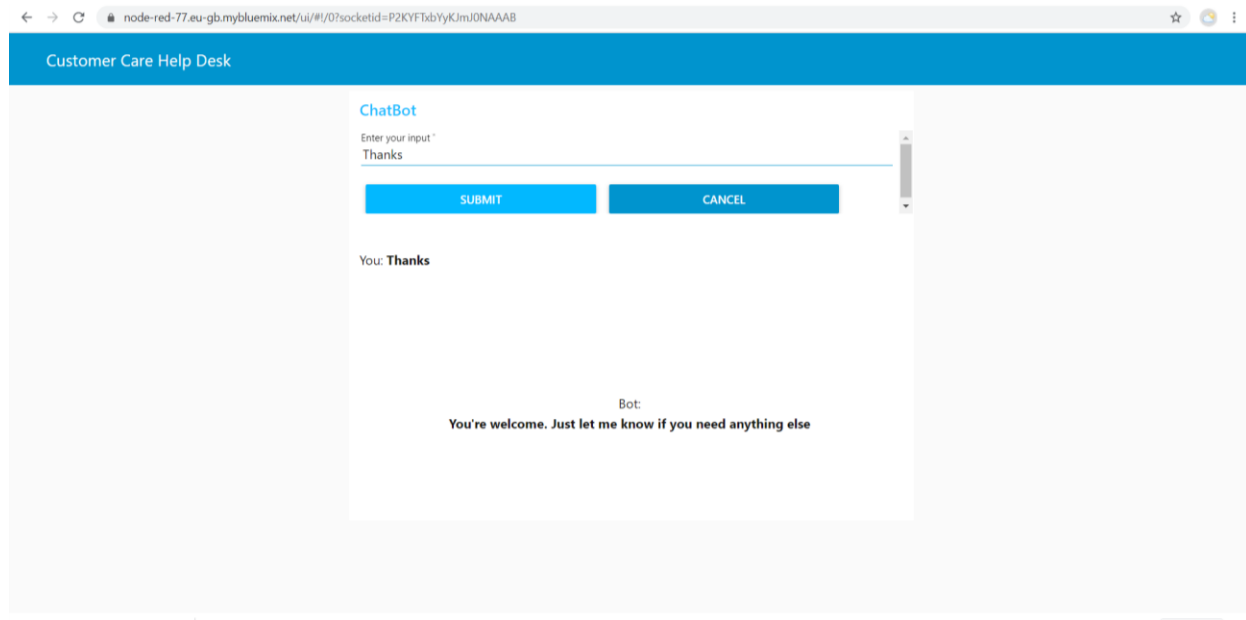 node-red-77.eu-gb.mybluemix.net/ui/#!/0?socketid=P2KYFTxbYyKJmJ0NAAAB
Customer Care Help Desk
ChatBot
Enter your input *
Thanks
SUBMIT CANCEL
You: Thanks
Bot:
You're welcome. Just let me know if you need anything else